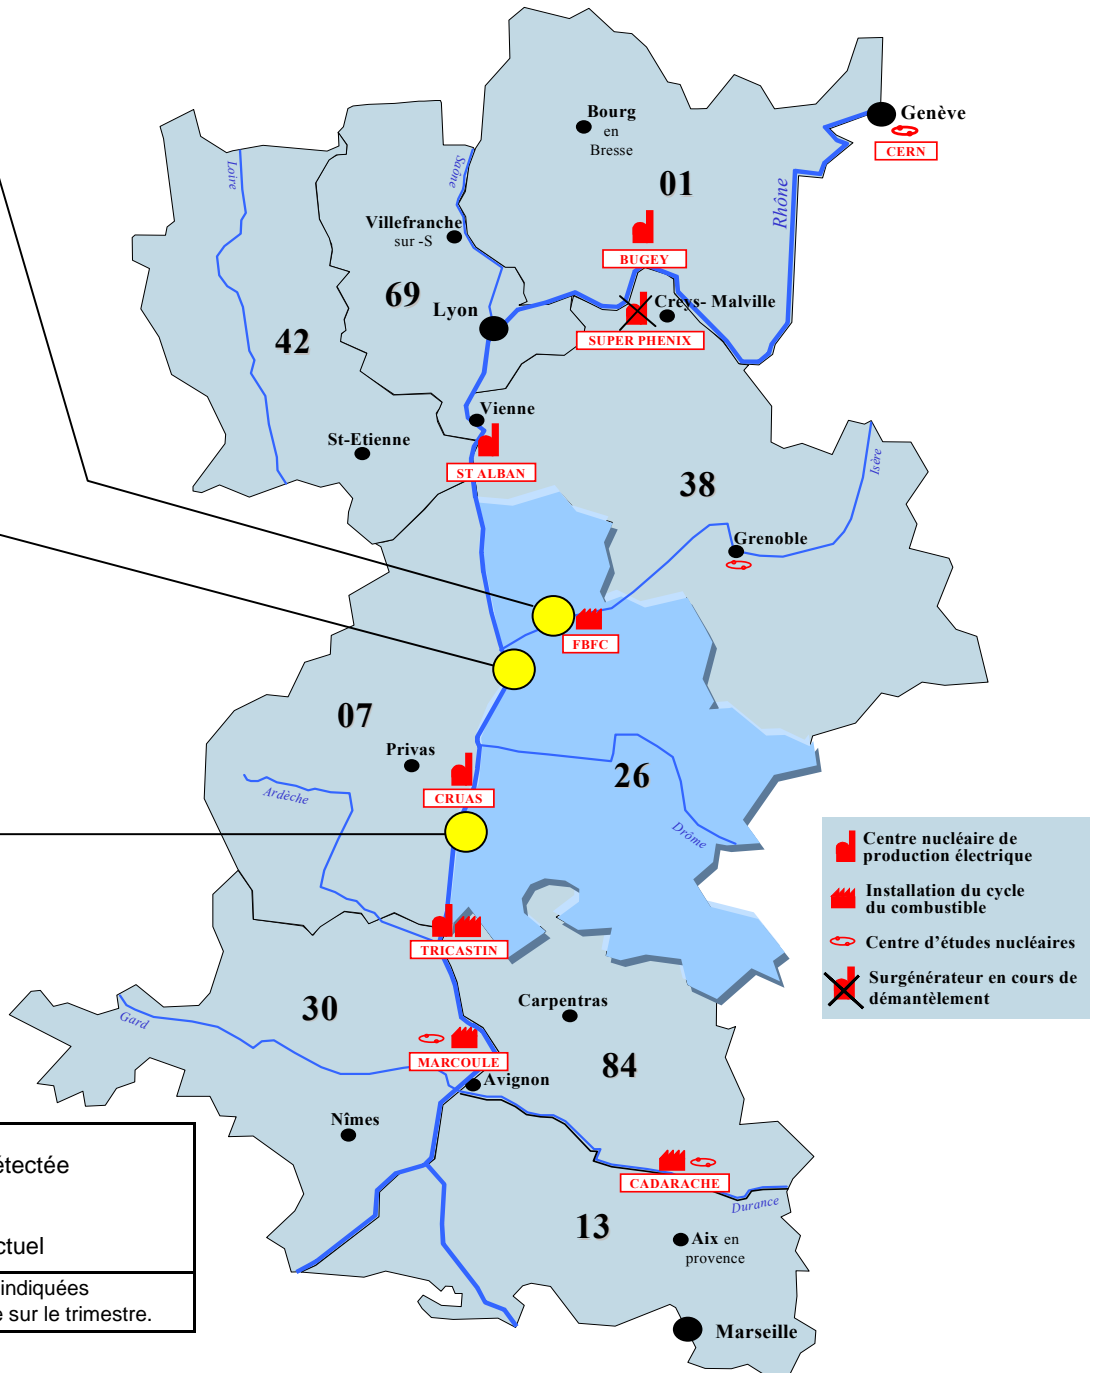 Bourg
en
Bresse
Genève
CERN
01
Loire
Saône
Rhône
Villefranche
sur -S
BUGEY
69
Lyon
Creys- Malville
SUPER PHENIX
42
Vienne
St-Etienne
ST ALBAN
Isère
38
Grenoble
FBFC
07
Privas
26
Ardèche
CRUAS
Drôme
Centre nucléaire de
production électrique
Installation du cycle
du combustible
Centre d'études nucléaires
Surgénérateur en cours de
démantèlement
TRICASTIN
30
Carpentras
Gard
MARCOULE
84
Avignon
Nîmes
CADARACHE
Durance
13
Aix en
provence
Marseille
étectée
ctuel
indiquées
e sur le trimestre.